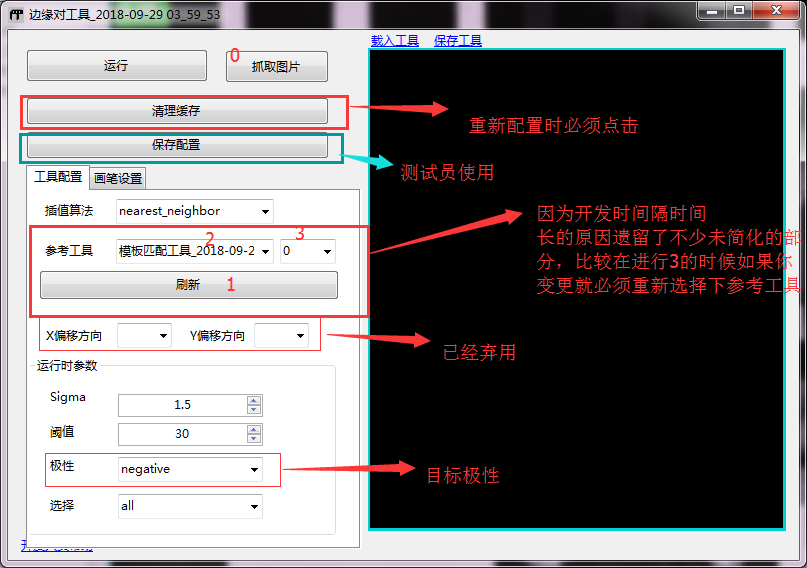 边缘对工具_2018-09-29 03_59_53
载入工具 保存工具
运行
0
抓取图片
清理缓存
重新配置时必须点击
保存配置
测试员使用
工具配置 画笔设置
插值算法 nearest_neighbor
参考工具 模板匹配工具_2018-09-2 0
2 3
刷新 1
因为开发时间隔时间
长的原因遗留了不少未简化的部
分，比较在进行3的时候如果你
变更就必须重新选择下参考工具
X偏移方向 Y偏移方向
已经弃用
运行时参数
Sigma 1.5
阈值 30
极性 negative
目标极性
选择 all